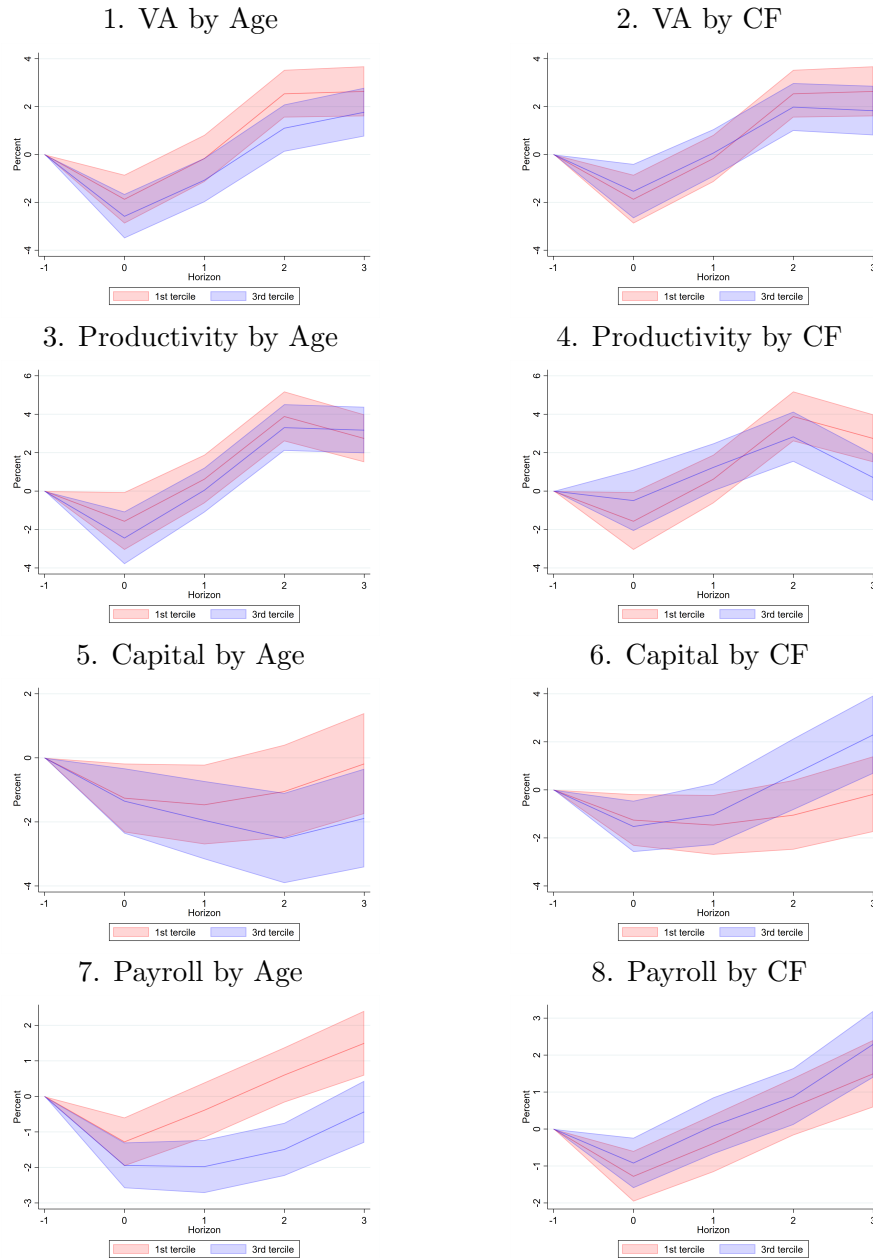 1. VA by Age
2. VA by CF
4
2
0
-2
-4
Percent
-1 0 1 2 3
Horizon
1st tercile 3rd tercile
4
2
0
-2
-4
Percent
-1 0 1 2 3
Horizon
1st tercile 3rd tercile
3. Productivity by Age
4. Productivity by CF
6
4
2
0
-2
-4
Percent
-1 0 1 2 3
Horizon
1st tercile 3rd tercile
6
4
2
0
-2
-4
Percent
-1 0 1 2 3
Horizon
1st tercile 3rd tercile
5. Capital by Age
6. Capital by CF
2
0
-2
-4
Percent
-1 0 1 2 3
Horizon
1st tercile 3rd tercile
4
2
0
-2
-4
Percent
-1 0 1 2 3
Horizon
1st tercile 3rd tercile
7. Payroll by Age
8. Payroll by CF
2
1
0
-1
-2
-3
Percent
-1 0 1 2 3
Horizon
1st tercile 3rd tercile
3
2
1
0
-1
-2
Percent
-1 0 1 2 3
Horizon
1st tercile 3rd tercile